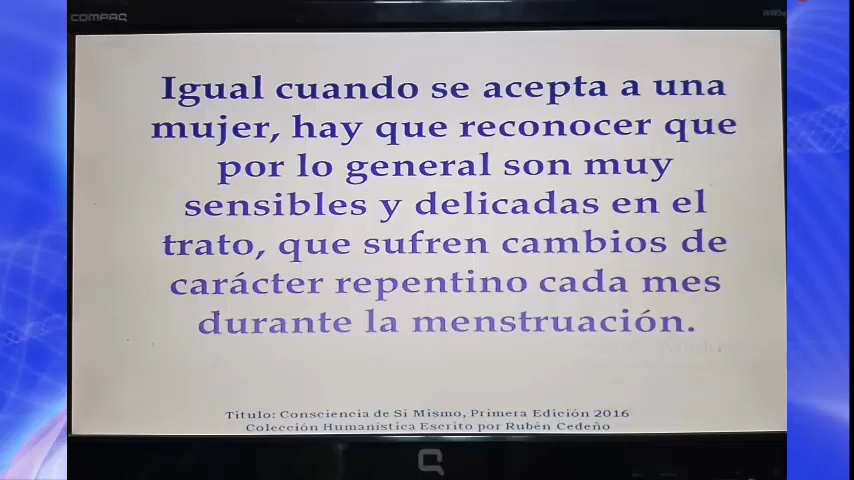 COMPAQ
Igual cuando se acepta a una
mujer, hay que reconocer que
por lo general son muy
sensibles y delicadas en el
trato, que sufren cambios de
carácter repentino cada mes
durante la menstruación.
Titulo: Consciencia de Sí Mismo, Primera Edición 2016
Colección Humanística Escrito por Rubén Cedeño